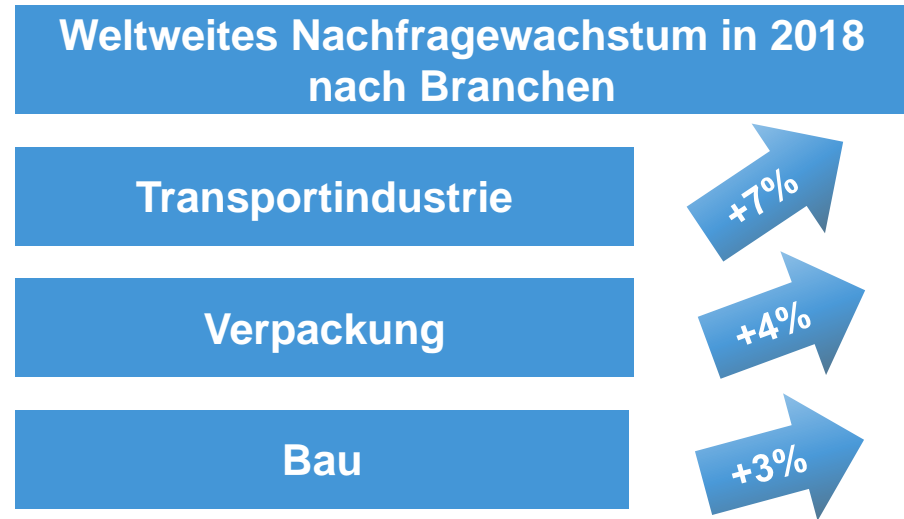 Weltweites Nachfragewachstum in 2018
nach Branchen
Transportindustrie
+7%
Verpackung
+4%
Bau
+3%